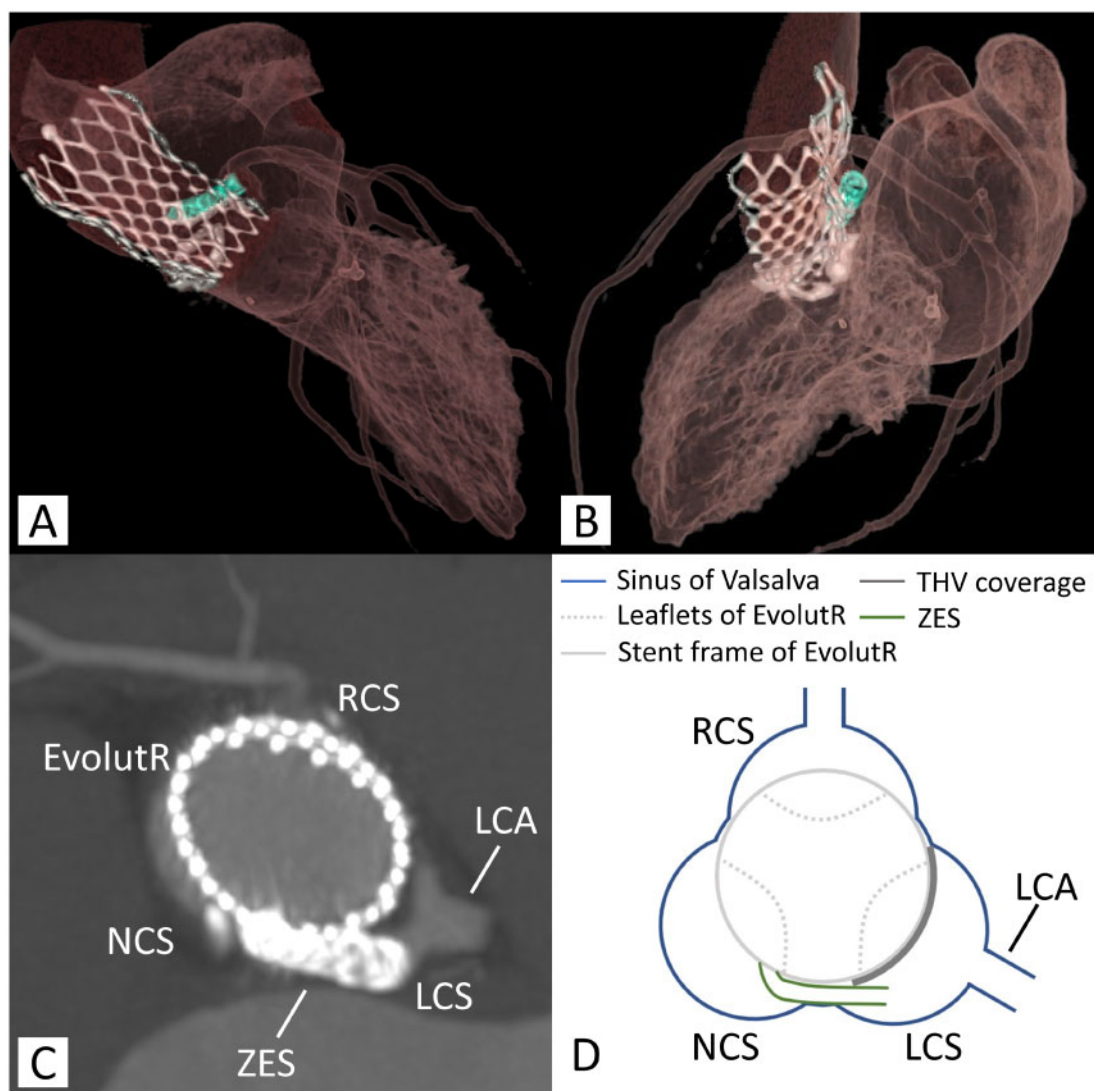 A
B
RCS
EvolutR
LCA
NCS
LCS
ZES
C
Sinus of Valsalva
THV coverage
Leaflets of EvolutR
ZES
Stent frame of EvolutR
RCS
LCA
NCS
LCS
D